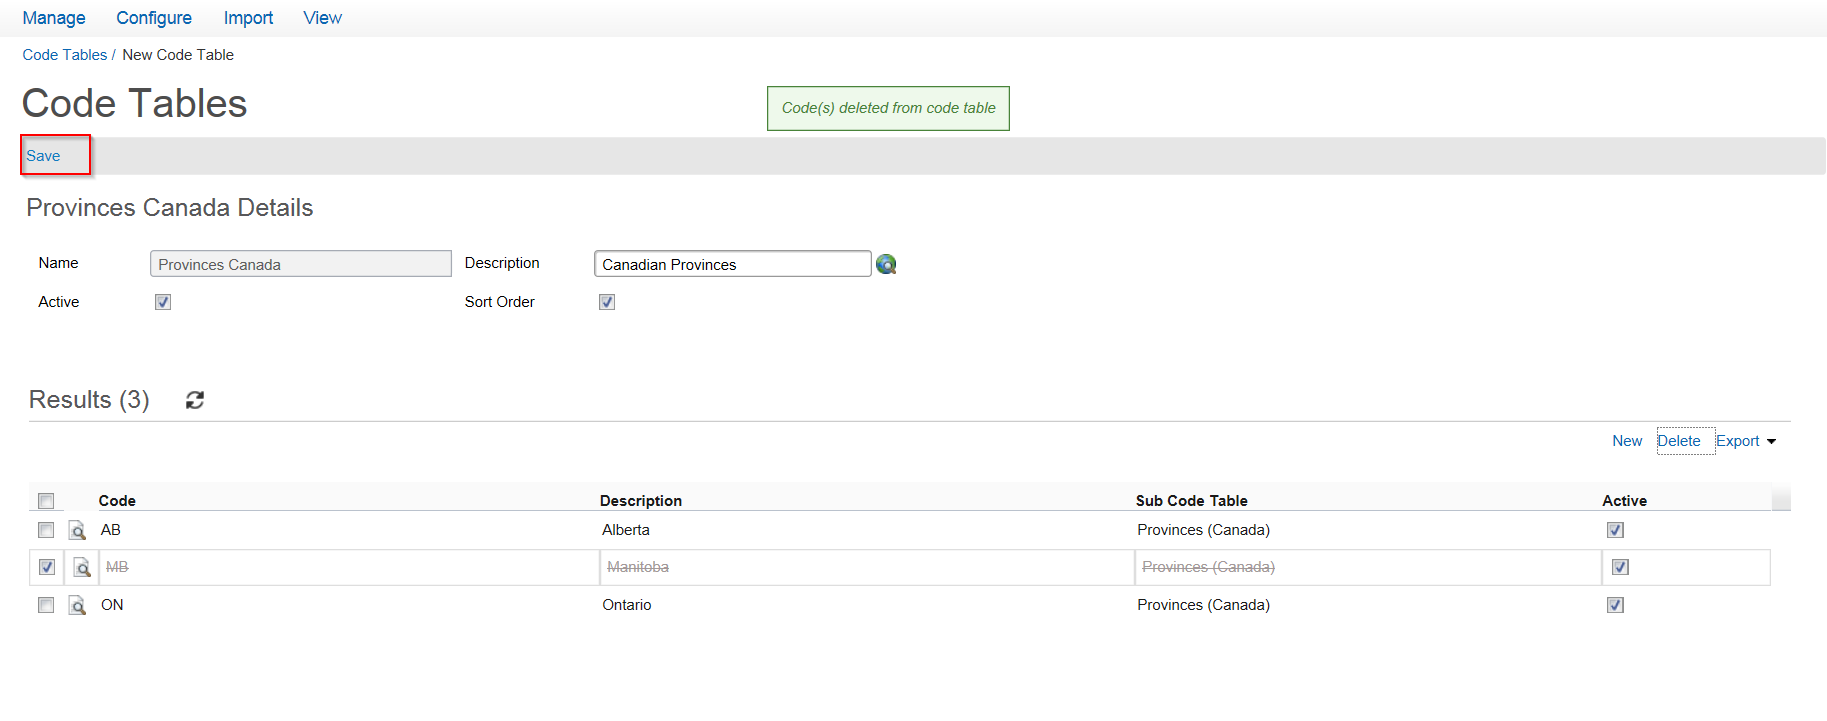 Manage Configure Import View
Code Tables / New Code Table
Code Tables
Code(s) deleted from code table
Save
Provinces Canada Details
Name Provinces Canada Description Canadian Provinces
Active Sort Order
Results (3)
New Delete Export
Code Description Sub Code Table Active
AB Alberta Provinces (Canada)
MB Manitoba Provinces (Canada)
ON Ontario Provinces (Canada)